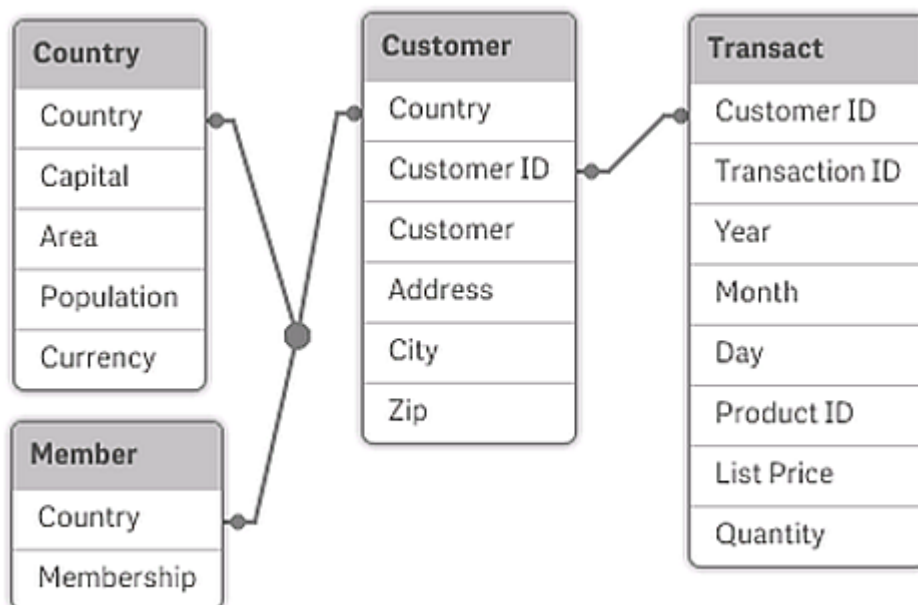 Country
Country
Capital
Area
Population
Currency
Member
Country
Membership
Customer
Country
Customer ID
Customer
Address
City
Zip
Transact
Customer ID
Transaction ID
Year
Month
Day
Product ID
List Price
Quantity